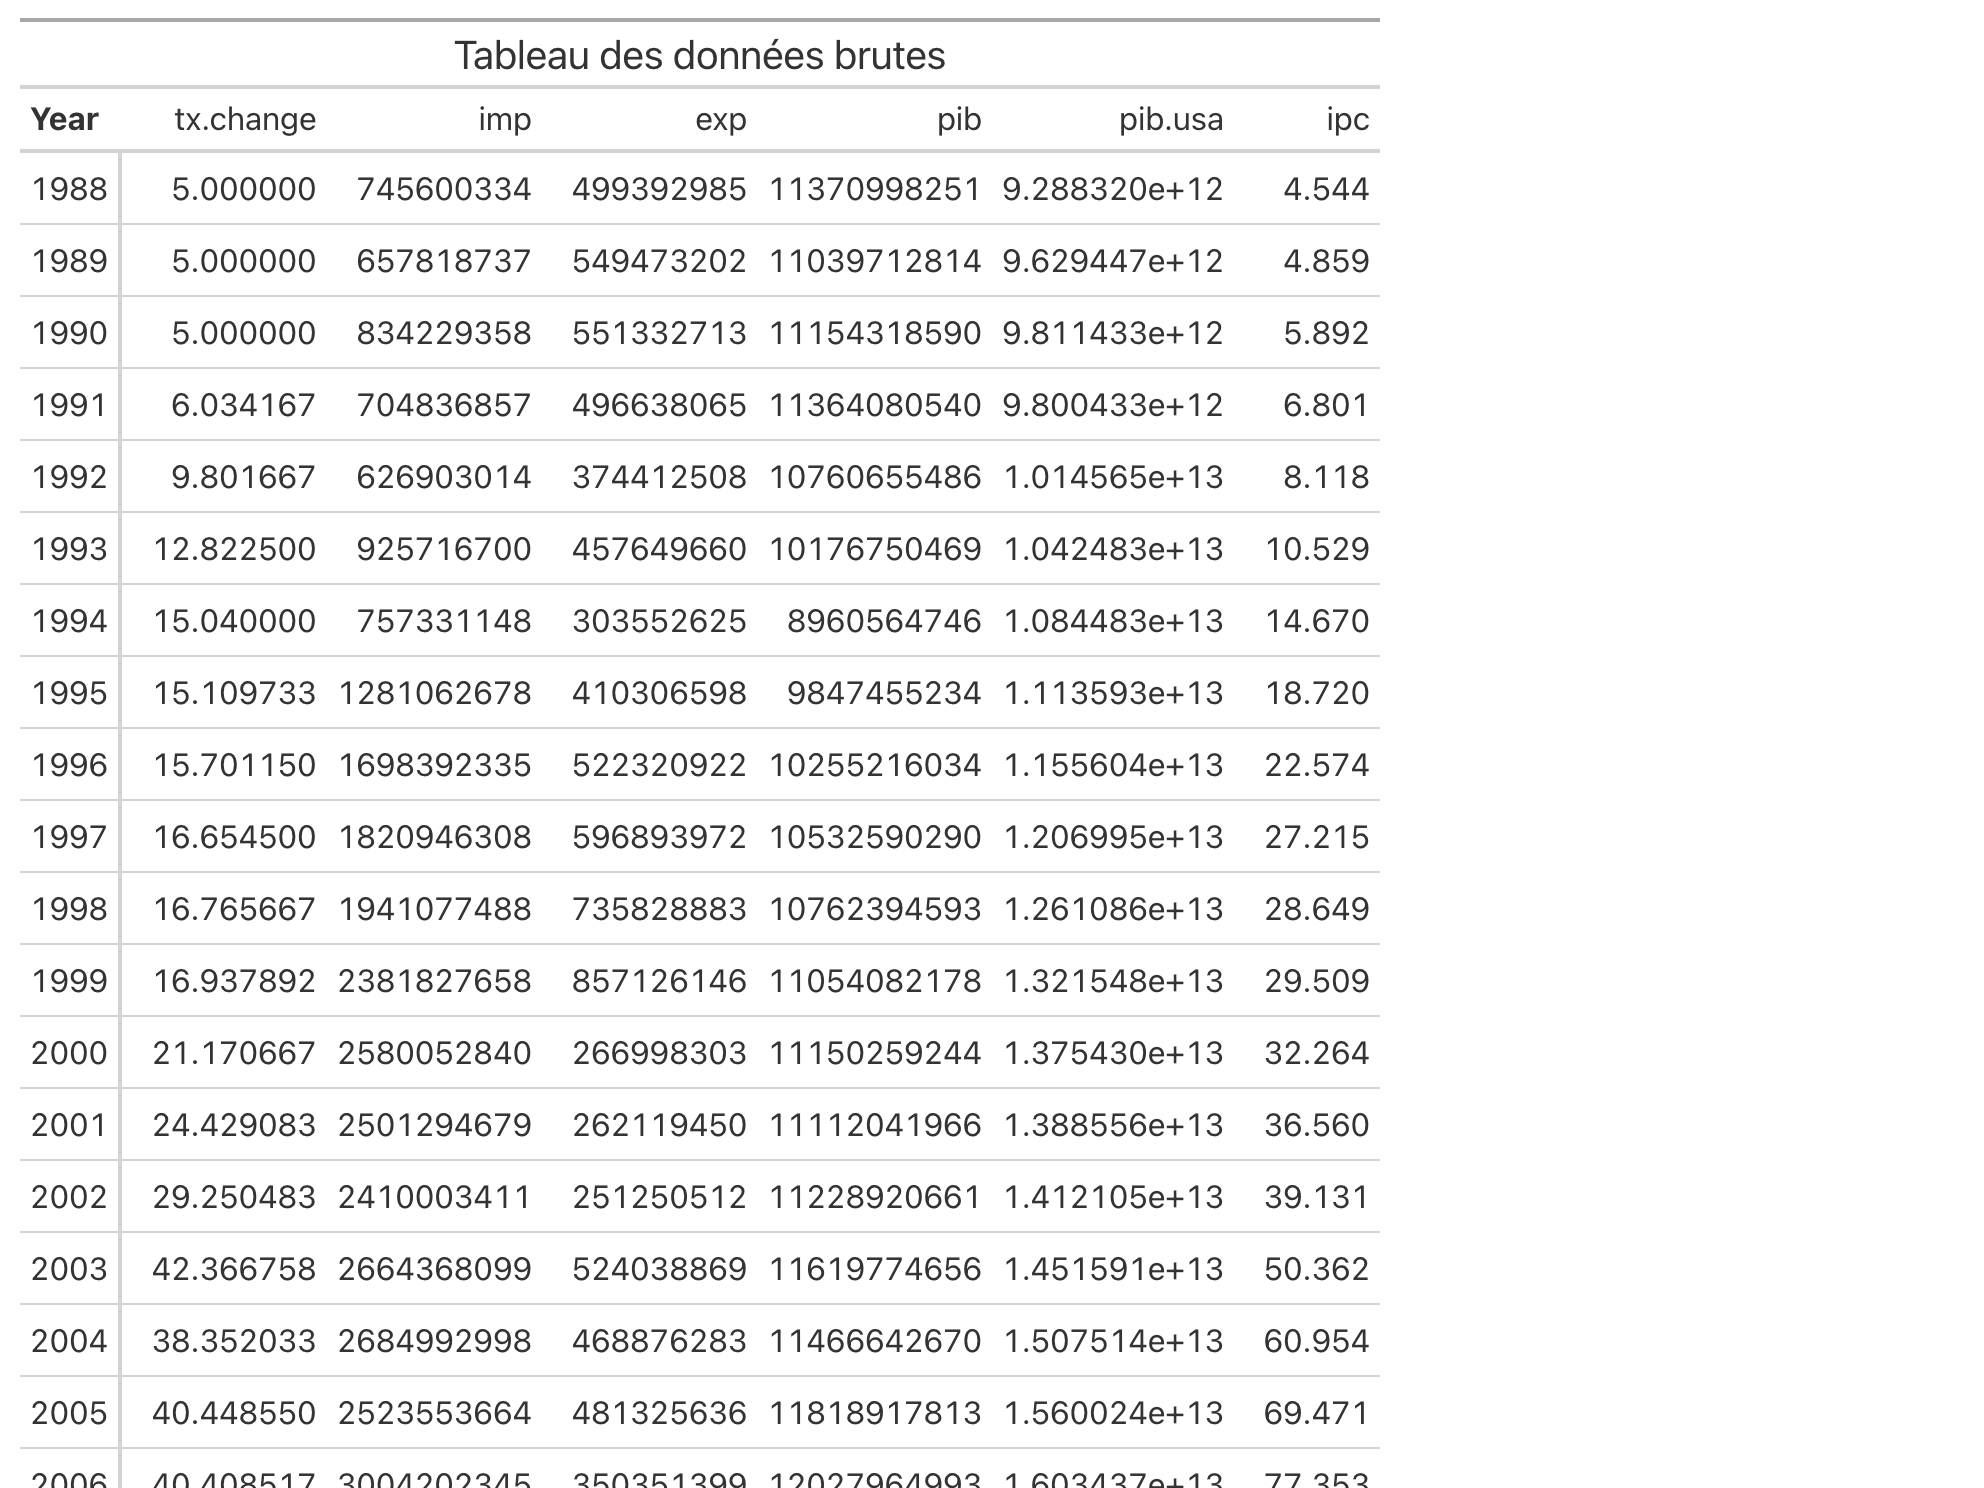 Tableau des données brutes
Year tx.change imp exp pib pib.usa ipc
1988 5.000000 745600334 499392985 11370998251 9.288320e+12 4.544
1989 5.000000 657818737 549473202 11039712814 9.629447e+12 4.859
1990 5.000000 834229358 551332713 11154318590 9.811433e+12 5.892
1991 6.034167 704836857 496638065 11364080540 9.800433e+12 6.801
1992 9.801667 626903014 374412508 10760655486 1.014565e+13 8.118
1993 12.822500 925716700 457649660 10176750469 1.042483e+13 10.529
1994 15.040000 757331148 303552625 8960564746 1.084483e+13 14.670
1995 15.109733 1281062678 410306598 9847455234 1.113593e+13 18.720
1996 15.701150 1698392335 522320922 10255216034 1.155604e+13 22.574
1997 16.654500 1820946308 596893972 10532590290 1.206995e+13 27.215
1998 16.765667 1941077488 735828883 10762394593 1.261086e+13 28.649
1999 16.937892 2381827658 857126146 11054082178 1.321548e+13 29.509
2000 21.170667 2580052840 266998303 11150259244 1.375430e+13 32.264
2001 24.429083 2501294679 262119450 11112041966 1.388556e+13 36.560
2002 29.250483 2410003411 251250512 11228920661 1.412105e+13 39.131
2003 42.366758 2664368099 524038869 11619774656 1.451591e+13 50.362
2004 38.352033 2684992998 468876283 11466642670 1.507514e+13 60.954
2005 40.448550 2523553664 481325636 11818917813 1.560024e+13 69.471
2006 40.408517 3004202345 350351399 12027964993 1.603437e+13 77.353